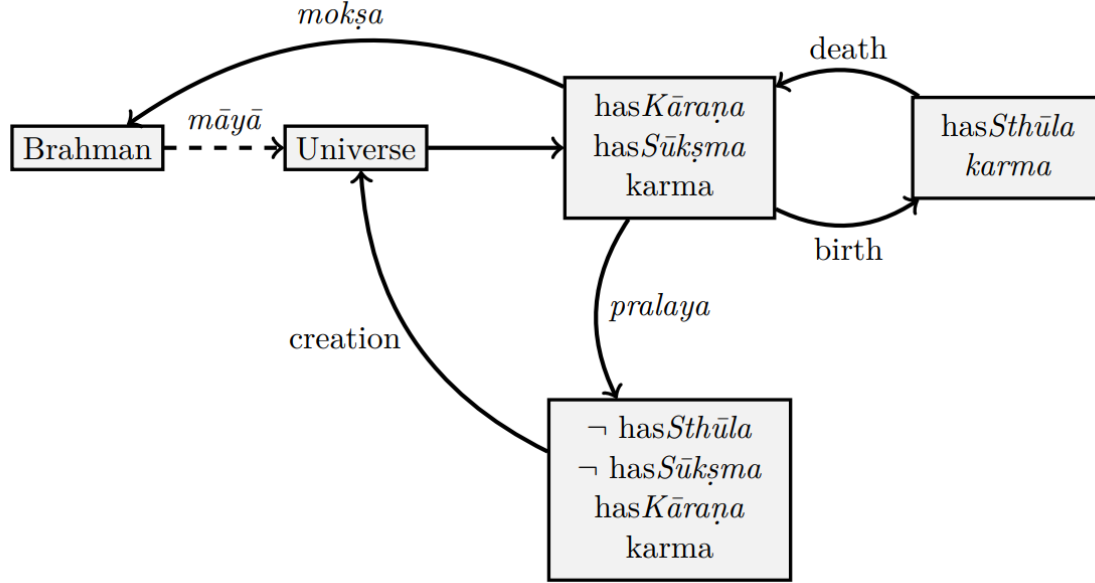 mokṣa
death
Brahman
māyā
Universe
hasKāraṇa
hasSūkṣma
karma
hasSthūla
karma
birth
pralaya
creation
¬ hasSthūla
¬ hasSūkṣma
hasKāraṇa
karma